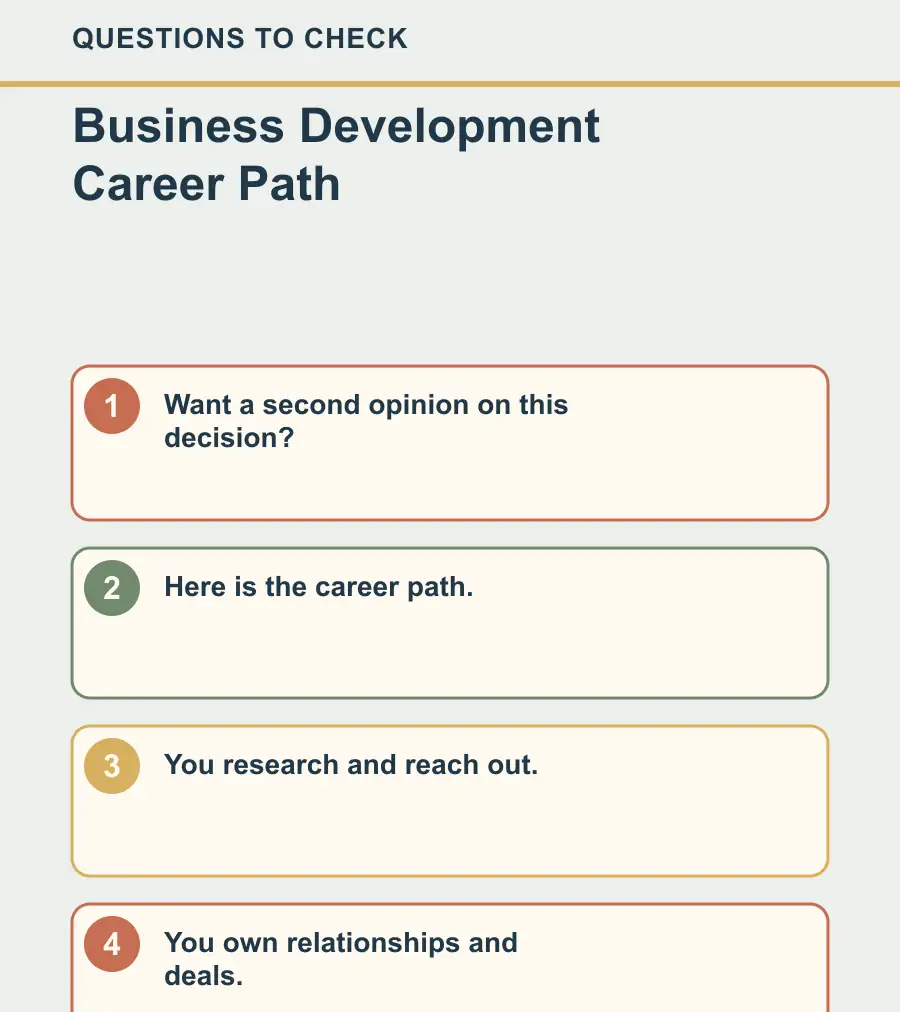 QUESTIONS TO CHECK
Business Development
Career Path
1
Want a second opinion on this
decision?
2
Here is the career path.
3
You research and reach out.
4
You own relationships and
deals.